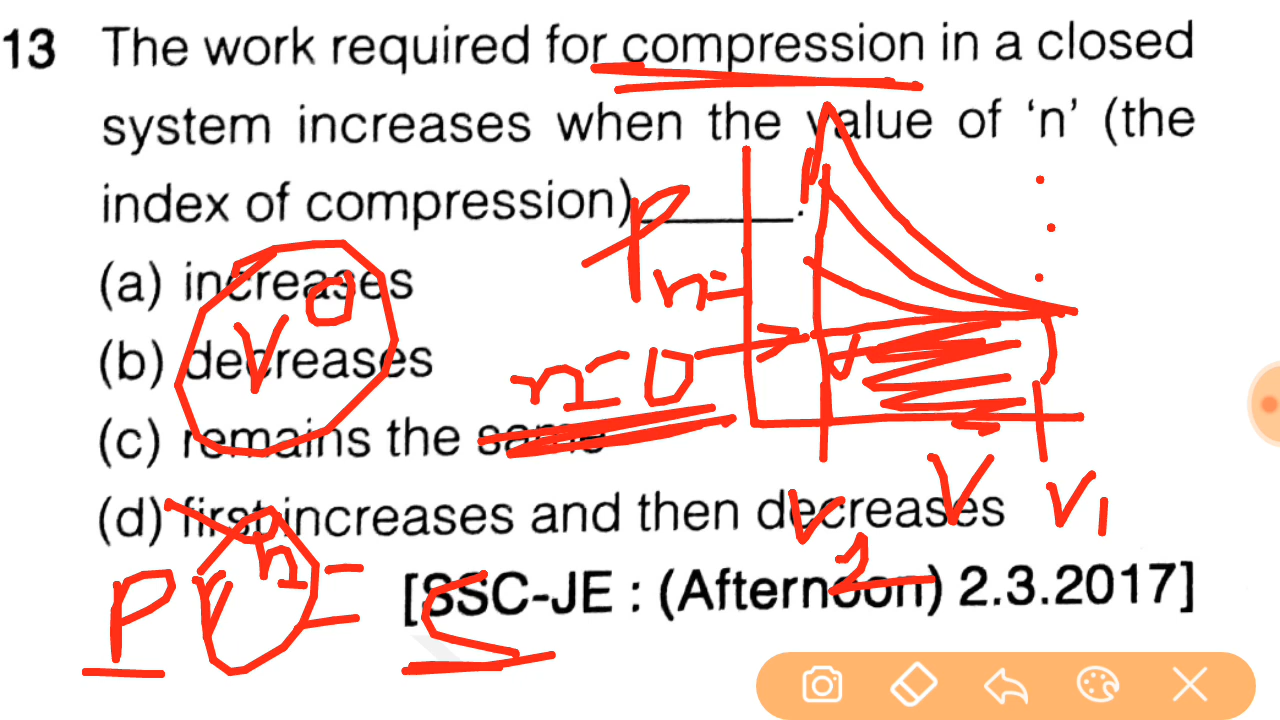 13 The work required for compression in a closed
system increases when the value of ‘n’ (the
index of compression)______.
P
n=
(a) increases
V⁰
(b) decreases
n=0
(c) remains the same
V
V₁
V₂
(d) first increases and then decreases
PVⁿ = C
[SSC-JE : (Afternoon) 2.3.2017]